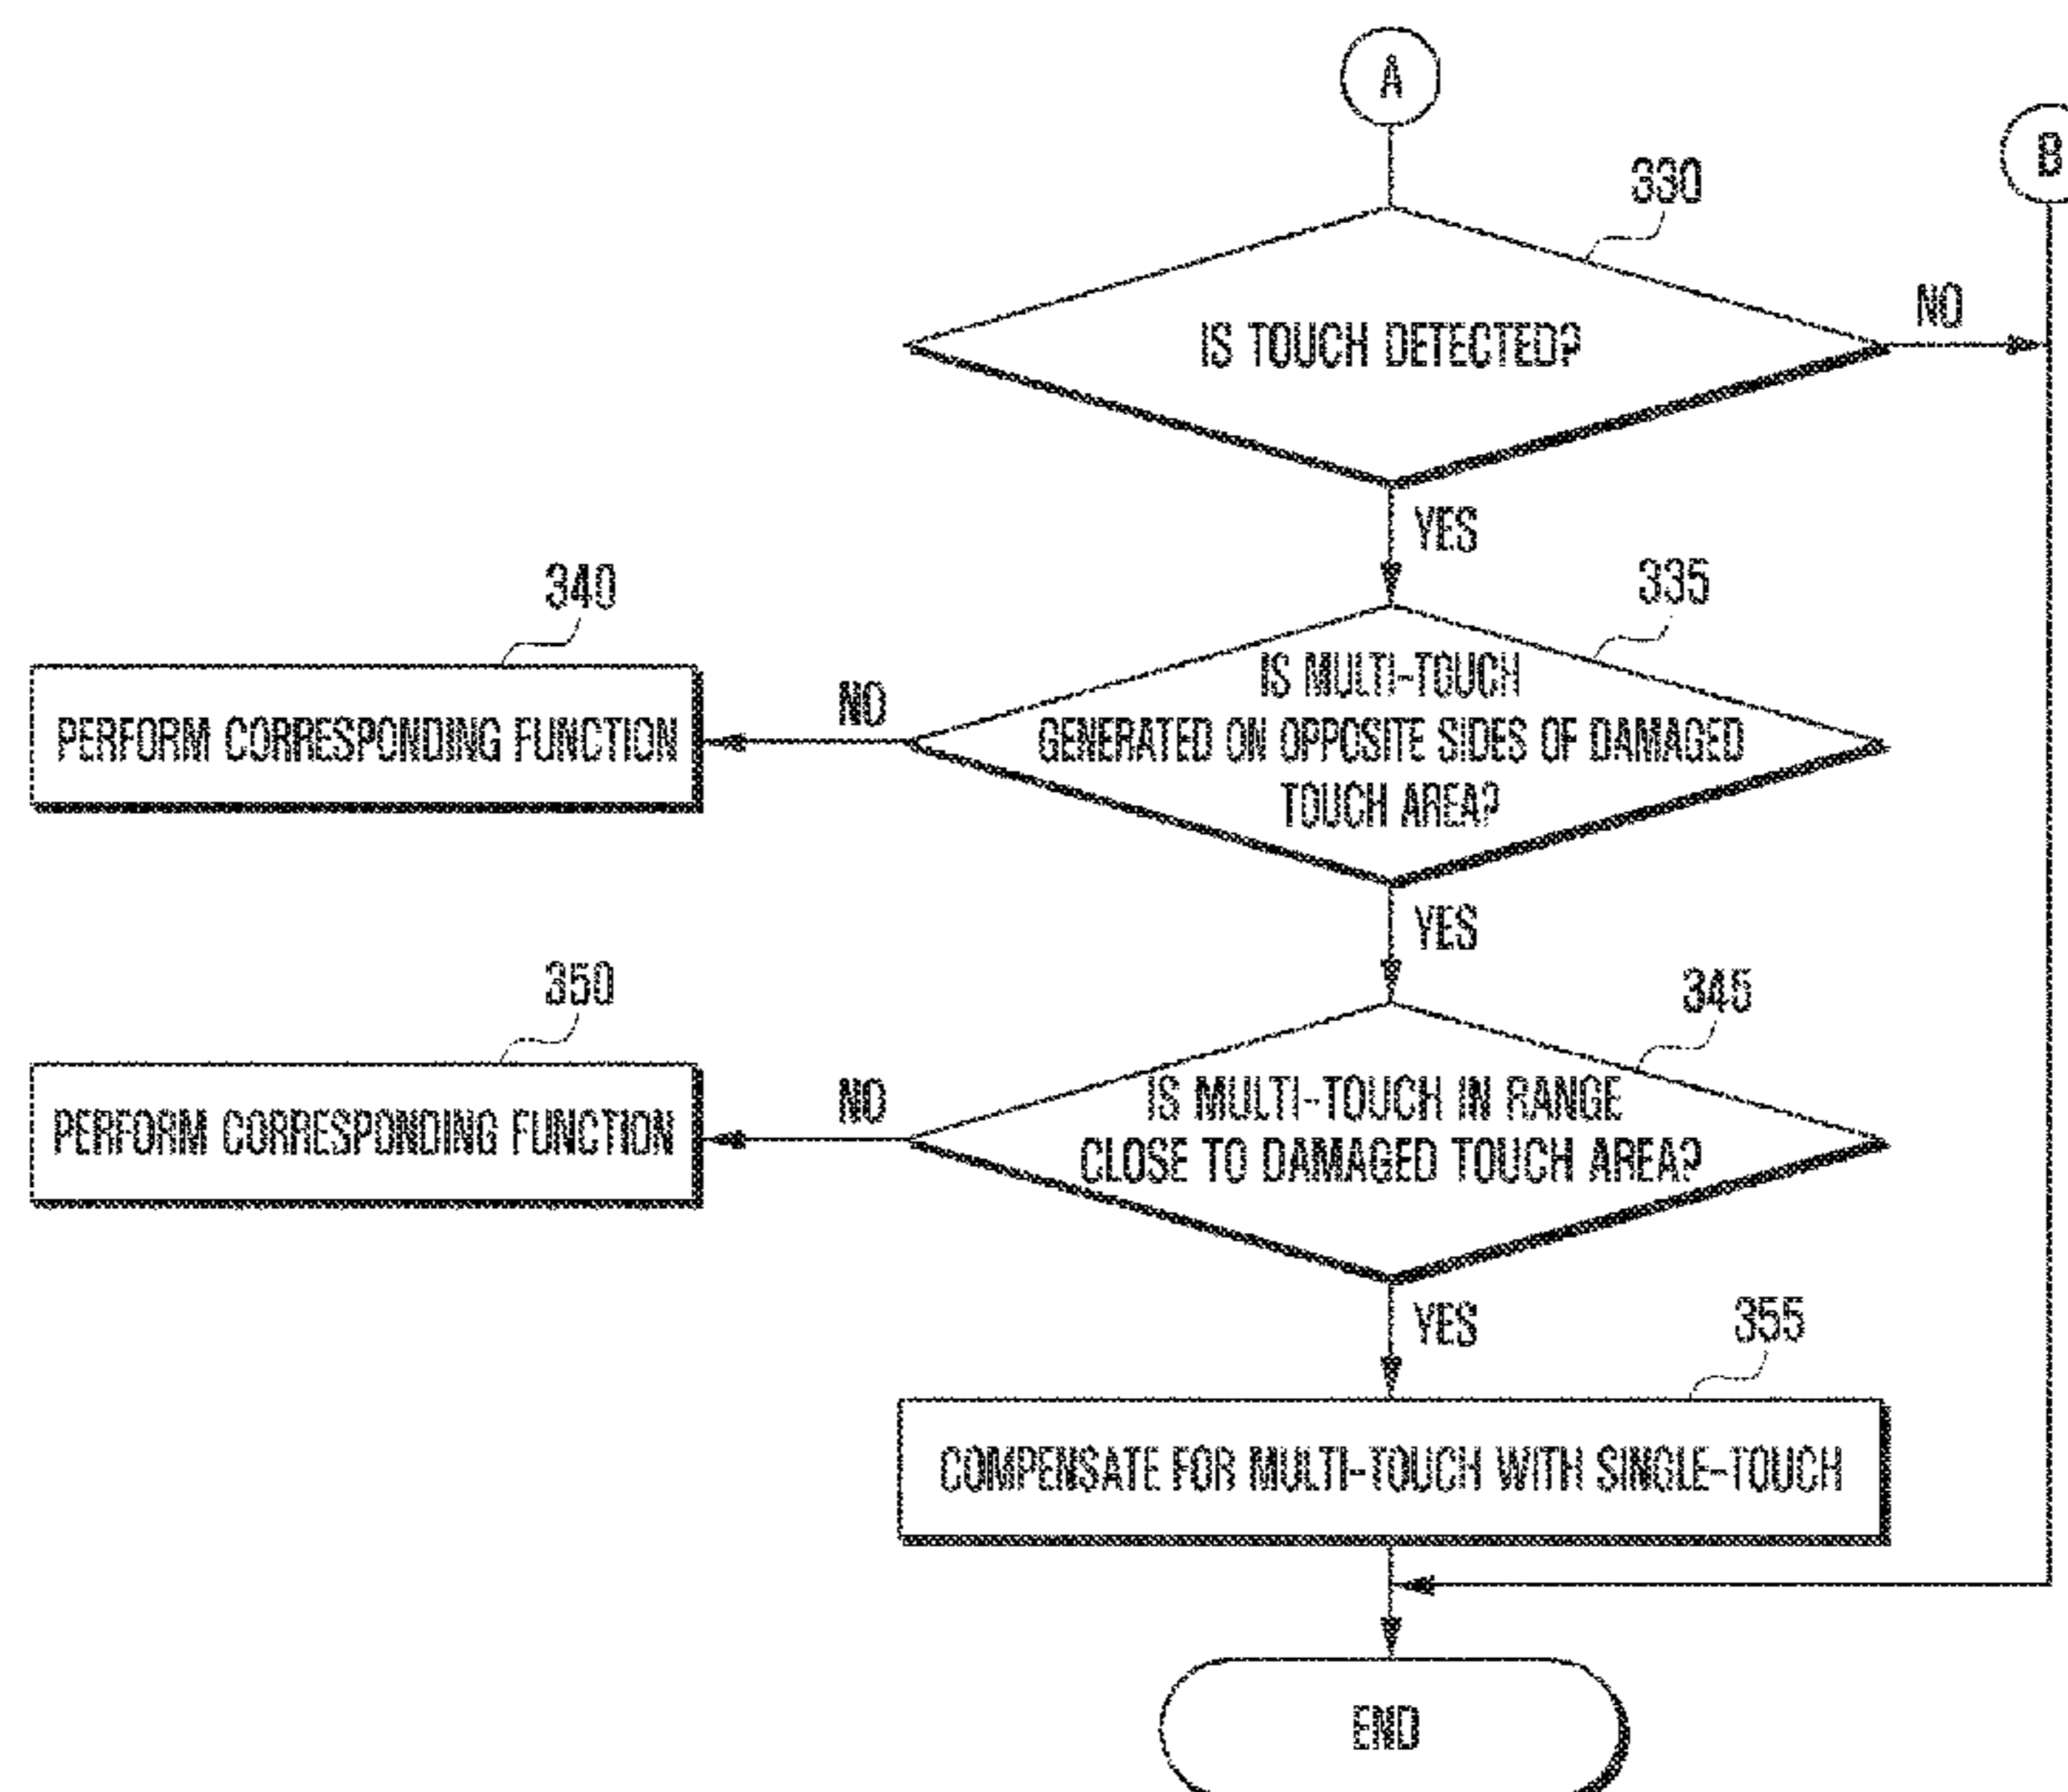 A
B
330
IS TOUCH DETECTED?
NO
YES
335
340
IS MULTI-TOUCH
GENERATED ON OPPOSITE SIDES OF DAMAGED
TOUCH AREA?
NO
PERFORM CORRESPONDING FUNCTION
YES
345
350
IS MULTI-TOUCH IN RANGE
CLOSE TO DAMAGED TOUCH AREA?
NO
PERFORM CORRESPONDING FUNCTION
YES
355
COMPENSATE FOR MULTI-TOUCH WITH SINGLE-TOUCH
END